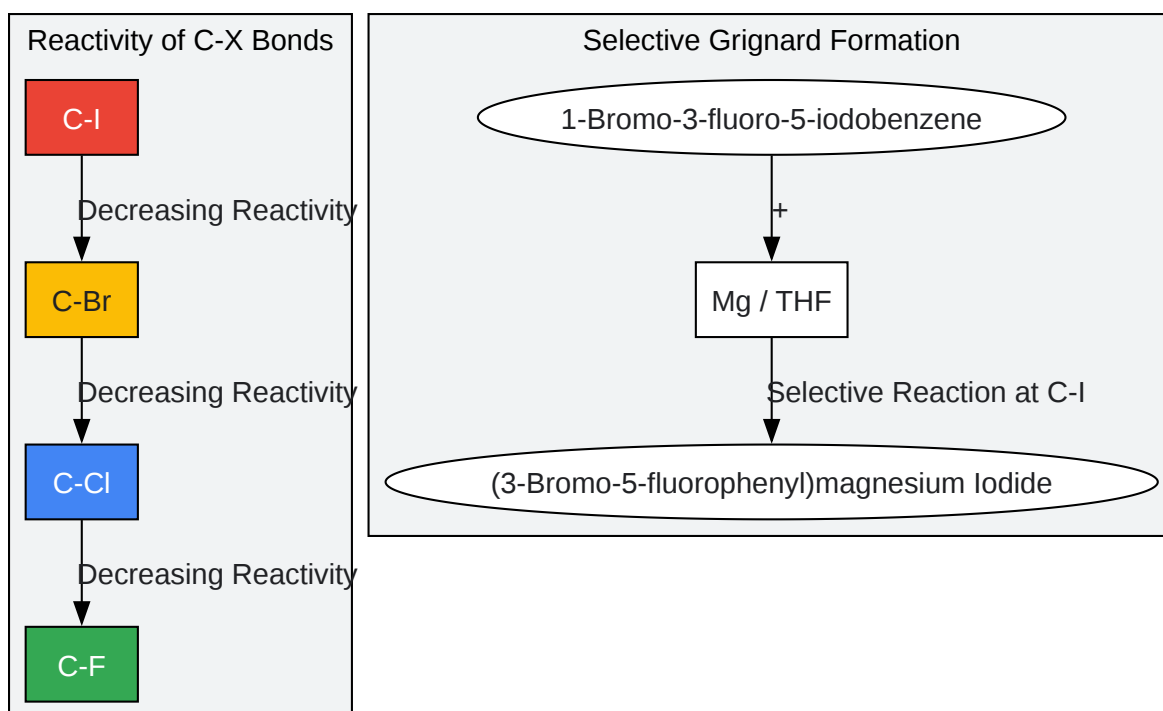 Reactivity of C-X Bonds
C-I
Decreasing Reactivity
C-Br
Decreasing Reactivity
C-Cl
Decreasing Reactivity
C-F
Selective Grignard Formation
1-Bromo-3-fluoro-5-iodobenzene
+
Mg / THF
Selective Reaction at C-I
(3-Bromo-5-fluorophenyl)magnesium Iodide